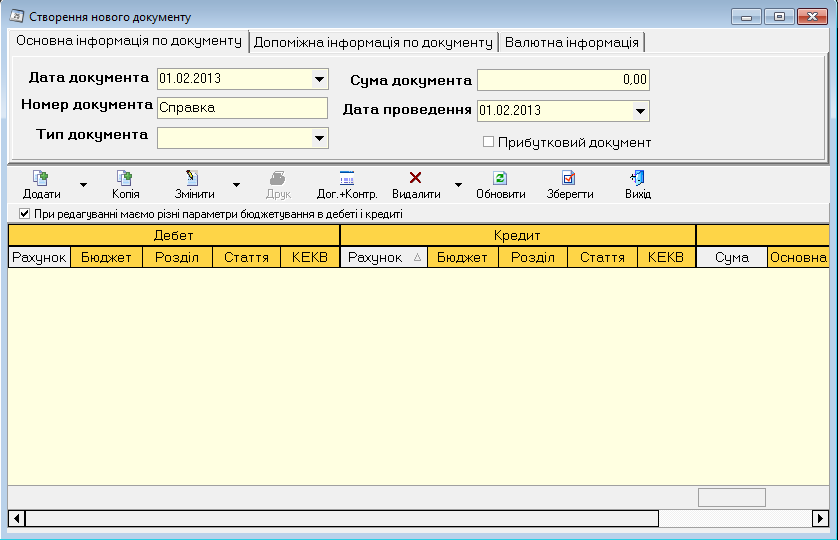 Створення нового документу
Основна інформація по документу Допоміжна інформація по документу Валютна інформація
Дата документа 01.02.2013 Сума документа 0,00
Номер документа Справка Дата проведення 01.02.2013
Тип документа Прибутковий документ
Додати Копія Змінити Друк Дог.+Контр. Видалити Обновити Зберегти Вихід
При редагуванні маємо різні параметри бюджетування в дебеті і кредиті
Дебет Кредит
Рахунок Бюджет Розділ Стаття КЕКВ Рахунок Бюджет Розділ Стаття КЕКВ Сума Основна